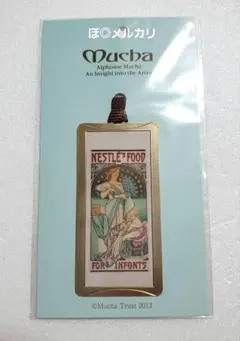 ぽ◎メルカリ
Mucha
Alphonse Mucha:
An Insight into the Artist
NESTLÉ'S FOOD
FOR INFANTS
©Mucha Trust 2013